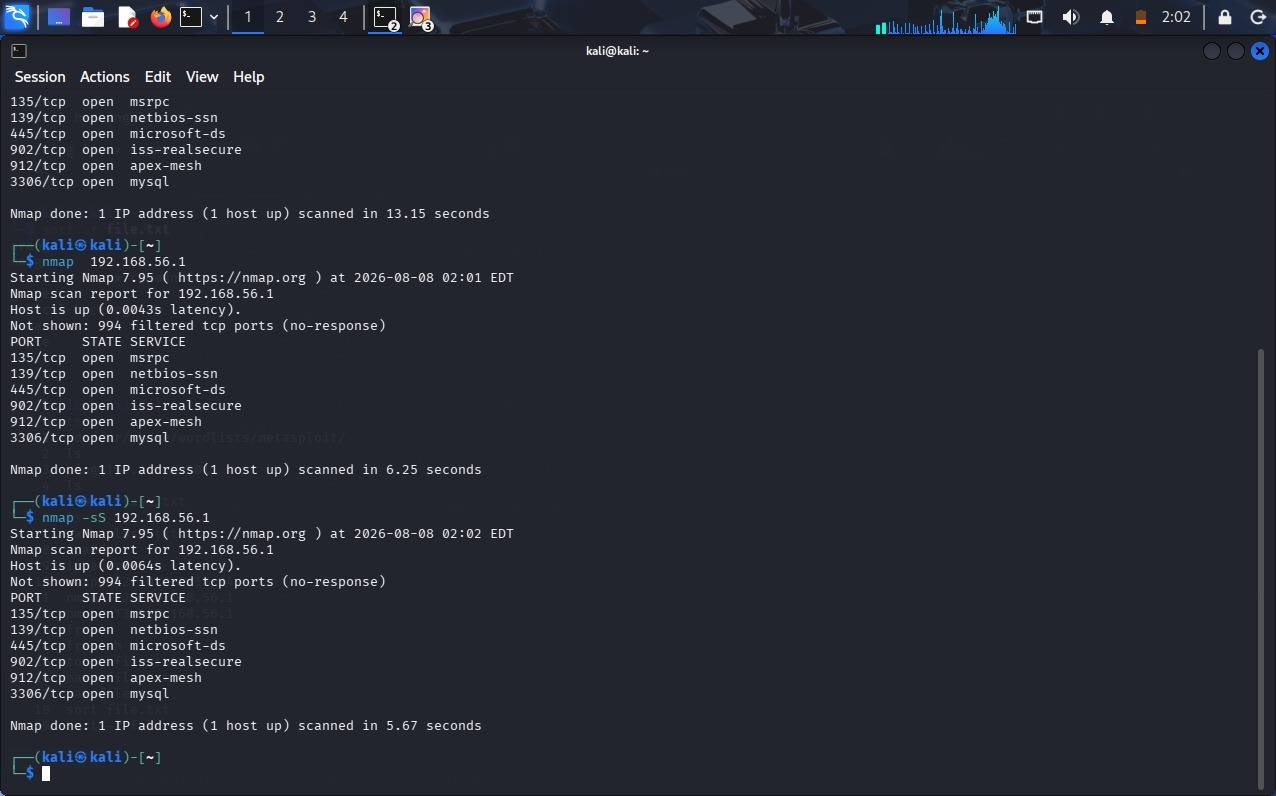 1 2 3 4 2 3 2:02
kali@kali: ~
Session Actions Edit View Help
135/tcp open msrpc
139/tcp open netbios-ssn
445/tcp open microsoft-ds
902/tcp open iss-realsecure
912/tcp open apex-mesh
3306/tcp open mysql
Nmap done: 1 IP address (1 host up) scanned in 13.15 seconds
┌──(kali㉿kali)-[~]
└─$ nmap  192.168.56.1
Starting Nmap 7.95 ( https://nmap.org ) at 2026-08-08 02:01 EDT
Nmap scan report for 192.168.56.1
Host is up (0.0043s latency).
Not shown: 994 filtered tcp ports (no-response)
PORT     STATE SERVICE
135/tcp  open  msrpc
139/tcp  open  netbios-ssn
445/tcp  open  microsoft-ds
902/tcp  open  iss-realsecure
912/tcp  open  apex-mesh
3306/tcp open  mysql
Nmap done: 1 IP address (1 host up) scanned in 6.25 seconds
┌──(kali㉿kali)-[~]
└─$ nmap -sS 192.168.56.1
Starting Nmap 7.95 ( https://nmap.org ) at 2026-08-08 02:02 EDT
Nmap scan report for 192.168.56.1
Host is up (0.0064s latency).
Not shown: 994 filtered tcp ports (no-response)
PORT     STATE SERVICE
135/tcp  open  msrpc
139/tcp  open  netbios-ssn
445/tcp  open  microsoft-ds
902/tcp  open  iss-realsecure
912/tcp  open  apex-mesh
3306/tcp open  mysql
Nmap done: 1 IP address (1 host up) scanned in 5.67 seconds
┌──(kali㉿kali)-[~]
└─$